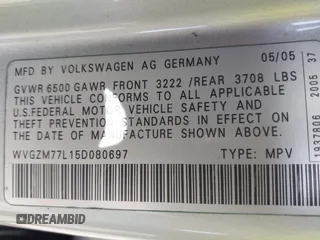 MFD BY VOLKSWAGEN AG GERMANY 05/05
GVWR 6500 GAWR FRONT 3222 /REAR 3708 LBS
THIS VEHICLE CONFORMS TO ALL APPLICABLE
U.S.FEDERAL MOTOR VEHICLE SAFETY AND
THEFT PREVENTION STANDARDS IN EFFECT ON
THE DATE OF MANUFACTURE SHOWN ABOVE
WVGZM77L15D080697 TYPE: MPV
1937806 2005 37